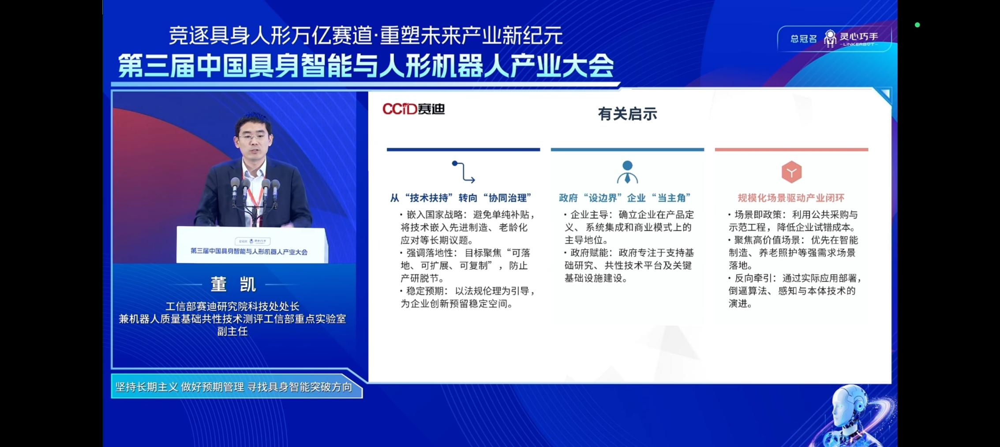 竞逐具身人形万亿赛道·重塑未来产业新纪元
第三届中国具身智能与人形机器人产业大会
总冠名 灵心巧手
LINKERBOT
总冠名 灵心巧手
第三届中国具身智能与人形机器人产业大会
董 凯
工信部赛迪研究院科技处处长
兼机器人质量基础共性技术测评工信部重点实验室
副主任
坚持长期主义 做好预期管理 寻找具身智能突破方向
CCID赛迪
有关启示
从“技术扶持”转向“协同治理”
·嵌入国家战略：避免单纯补贴，
将技术嵌入先进制造、老龄化
应对等长期议题。
·强调落地性：目标聚焦“可落
地、可扩展、可复制”，防止
产研脱节。
·稳定预期：以法规伦理为引导，
为企业创新预留稳定空间。
政府“设边界”企业“当主角”
·企业主导：确立企业在产品定
义、系统集成和商业模式上的
主导地位。
·政府赋能：政府专注于支持基
础研究、共性技术平台及关键
基础设施建设。
规模化场景驱动产业闭环
·场景即政策：利用公共采购与
示范工程，降低企业试错成本。
·聚焦高价值场景：优先在智能
制造、养老照护等强需求场景
落地。
·反向牵引：通过实际应用部署，
倒逼算法、感知与本体技术的
演进。